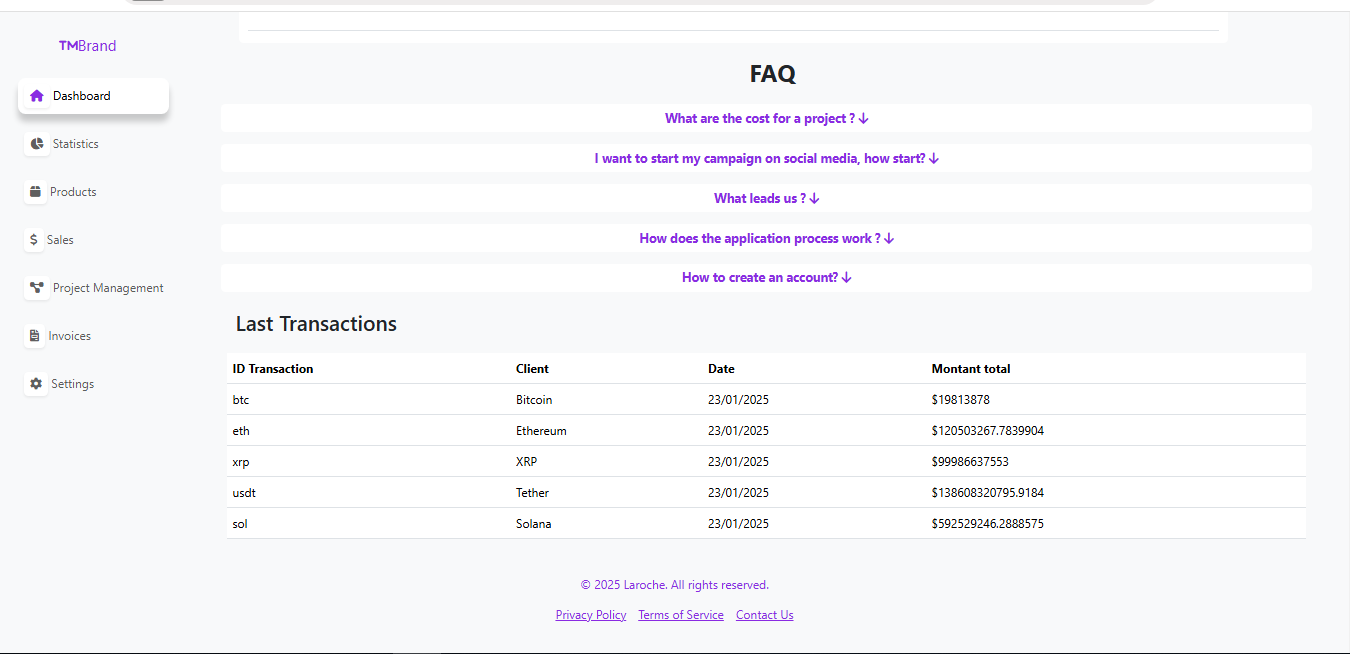 TMBrand
Dashboard
Statistics
Products
$ Sales
Project Management
Invoices
Settings
FAQ
What are the cost for a project ? ↓
I want to start my campaign on social media, how start? ↓
What leads us ? ↓
How does the application process work ? ↓
How to create an account? ↓
Last Transactions
ID Transaction Client Date Montant total
btc Bitcoin 23/01/2025 $19813878
eth Ethereum 23/01/2025 $120503267.7839904
xrp XRP 23/01/2025 $99986637553
usdt Tether 23/01/2025 $138608320795.9184
sol Solana 23/01/2025 $592529246.2888575
© 2025 Laroche. All rights reserved.
Privacy Policy Terms of Service Contact Us